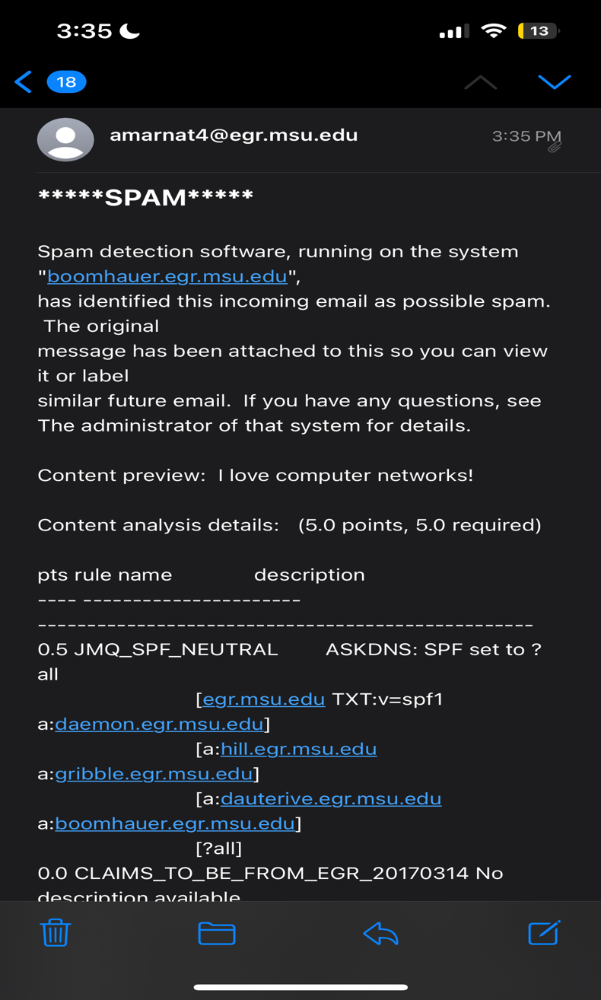 3:35
13
18
amarnat4@egr.msu.edu
3:35 PM
*****SPAM*****
Spam detection software, running on the system
"boomhauer.egr.msu.edu",
has identified this incoming email as possible spam.
The original
message has been attached to this so you can view
it or label
similar future email.  If you have any questions, see
The administrator of that system for details.
Content preview:  I love computer networks!
Content analysis details:   (5.0 points, 5.0 required)
pts rule name              description
---- ----------------------
--------------------------------------------------
0.5 JMQ_SPF_NEUTRAL        ASKDNS: SPF set to ?
all
[egr.msu.edu TXT:v=spf1
a:daemon.egr.msu.edu]
[a:hill.egr.msu.edu
a:gribble.egr.msu.edu]
[a:dauterive.egr.msu.edu
a:boomhauer.egr.msu.edu]
[?all]
0.0 CLAIMS_TO_BE_FROM_EGR_20170314 No
description available